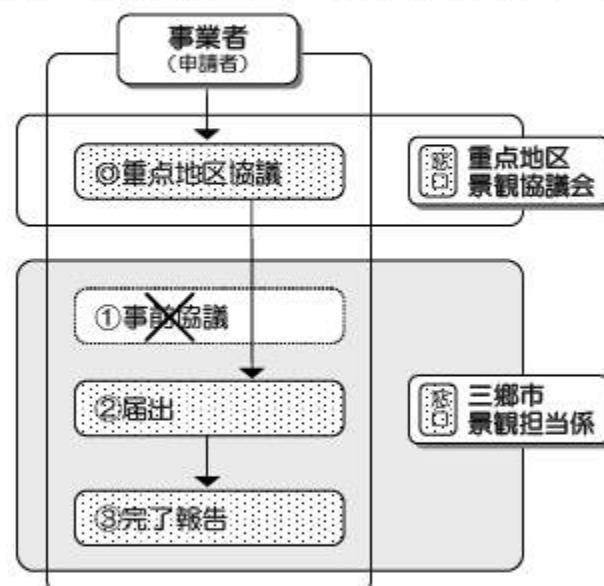 事業者
(申請者)
◎重点地区協議
窓口
重点地区
景観協議会
①事前協議
②届出
窓口
三郷市
景観担当係
③完了報告